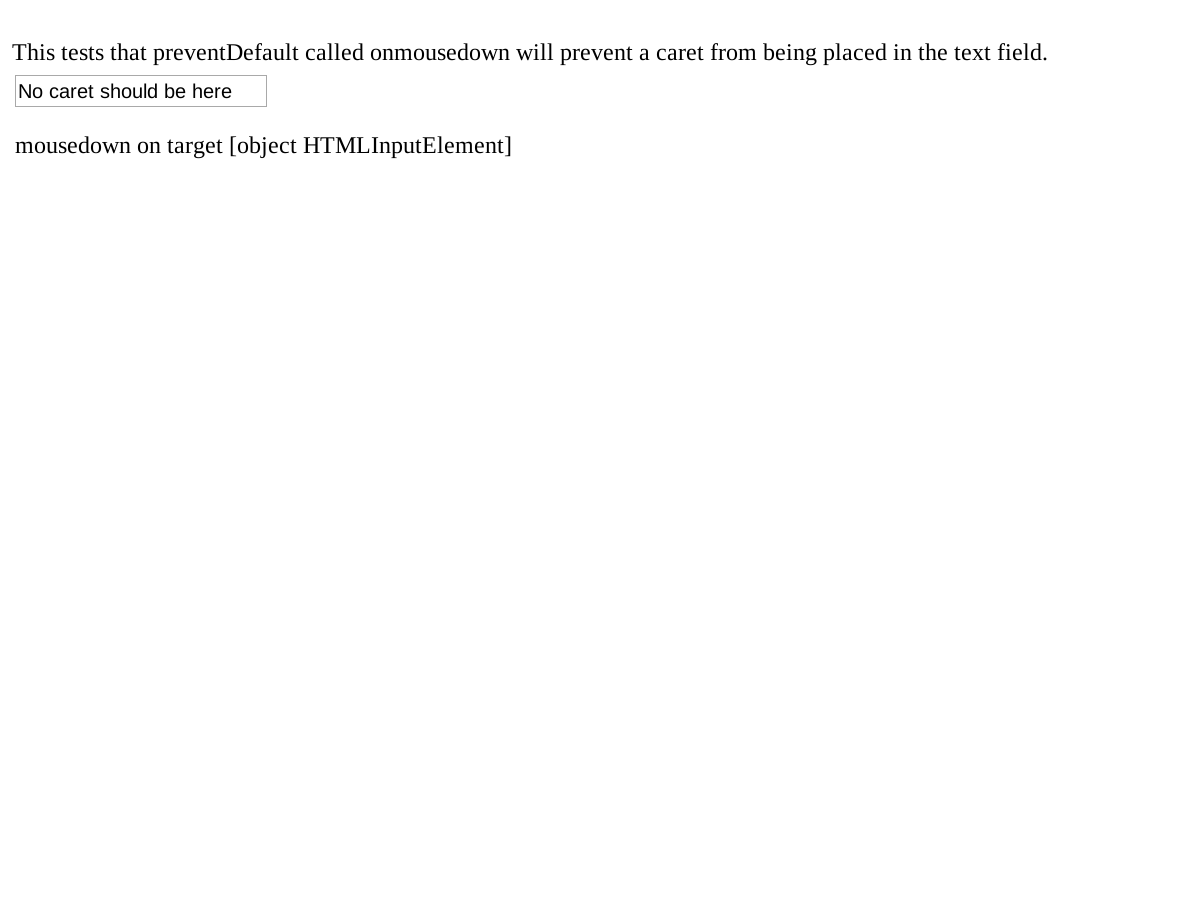 This tests that preventDefault called onmousedown will prevent a caret from being placed in the text field.
No caret should be here
mousedown on target [object HTMLInputElement]